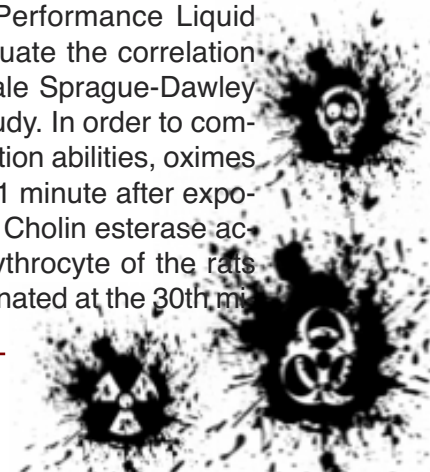 Performance Liquid
uate the correlation
ale Sprague-Dawley
udy. In order to com-
tion abilities, oximes
1 minute after expo-
Cholin esterase ac-
ythrocyte of the rats
nated at the 30th mi-